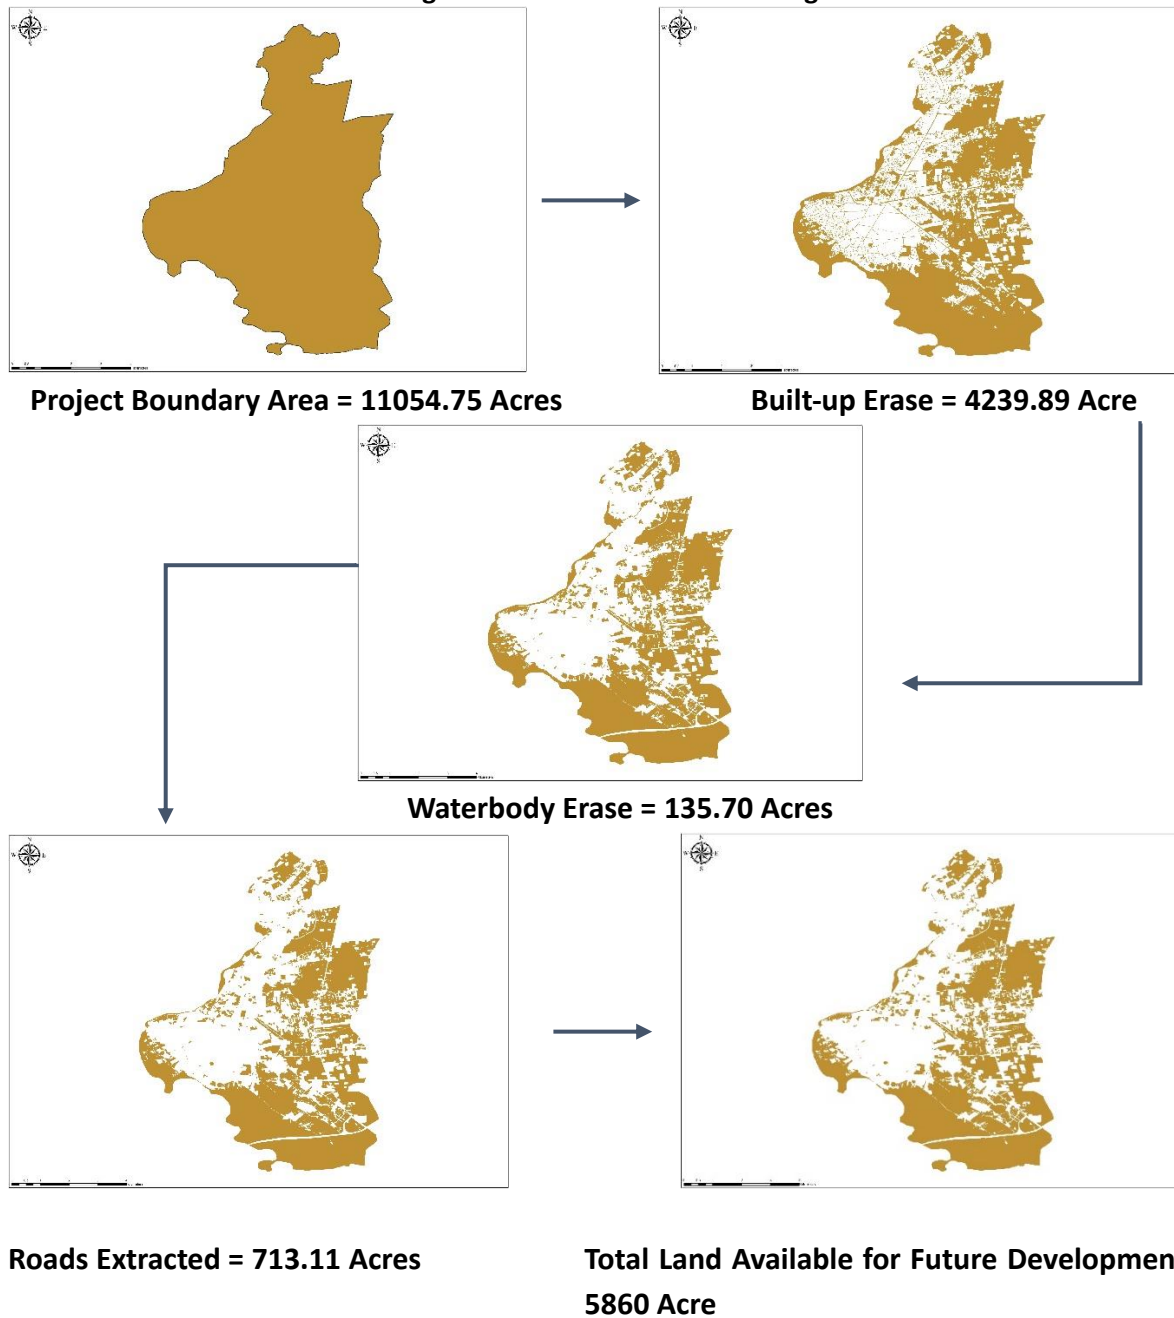 Project Boundary Area = 11054.75 Acres
Built-up Erase = 4239.89 Acre
Waterbody Erase = 135.70 Acres
Roads Extracted = 713.11 Acres
Total Land Available for Future Developmen
5860 Acre